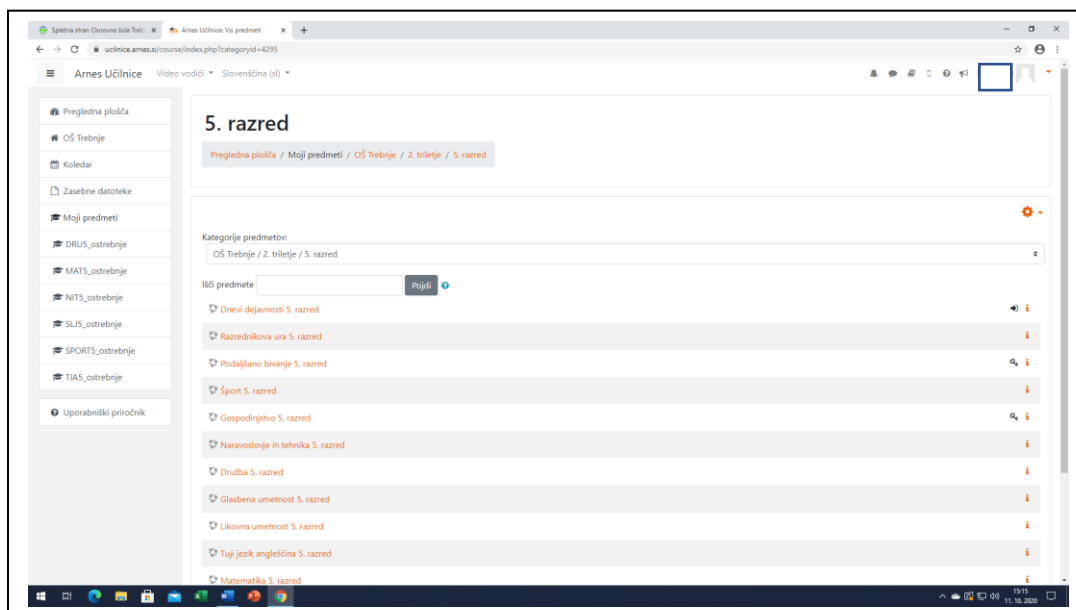 Spletna stran Osnovne šole Treb
Arnes Učilnice: Vsi predmeti
ucilnice.arnes.si/course/index.php?categoryid=4295
Arnes Učilnice Video vodiči Slovenščina (sl)
Pregledna plošča
OŠ Trebnje
Koledar
Zasebne datoteke
Moji predmeti
DRU5_ostrebnje
MAT5_ostrebnje
NIT5_ostrebnje
SLJ5_ostrebnje
SPORT5_ostrebnje
TJA5_ostrebnje
Uporabniški priročnik
5. razred
Pregledna plošča / Moji predmeti / OŠ Trebnje / 2. triletje / 5. razred
Kategorije predmetov:
OŠ Trebnje / 2. triletje / 5. razred
Išči predmete Pojdi
Dnevi dejavnosti 5. razred
Razrednikova ura 5. razred
Podaljšano bivanje 5. razred
Šport 5. razred
Gospodinjstvo 5. razred
Naravoslovje in tehnika 5. razred
Družba 5. razred
Glasbena umetnost 5. razred
Likovna umetnost 5. razred
Tuji jezik angleščina 5. razred
Matematika 5. razred
15:15
11. 10. 2020